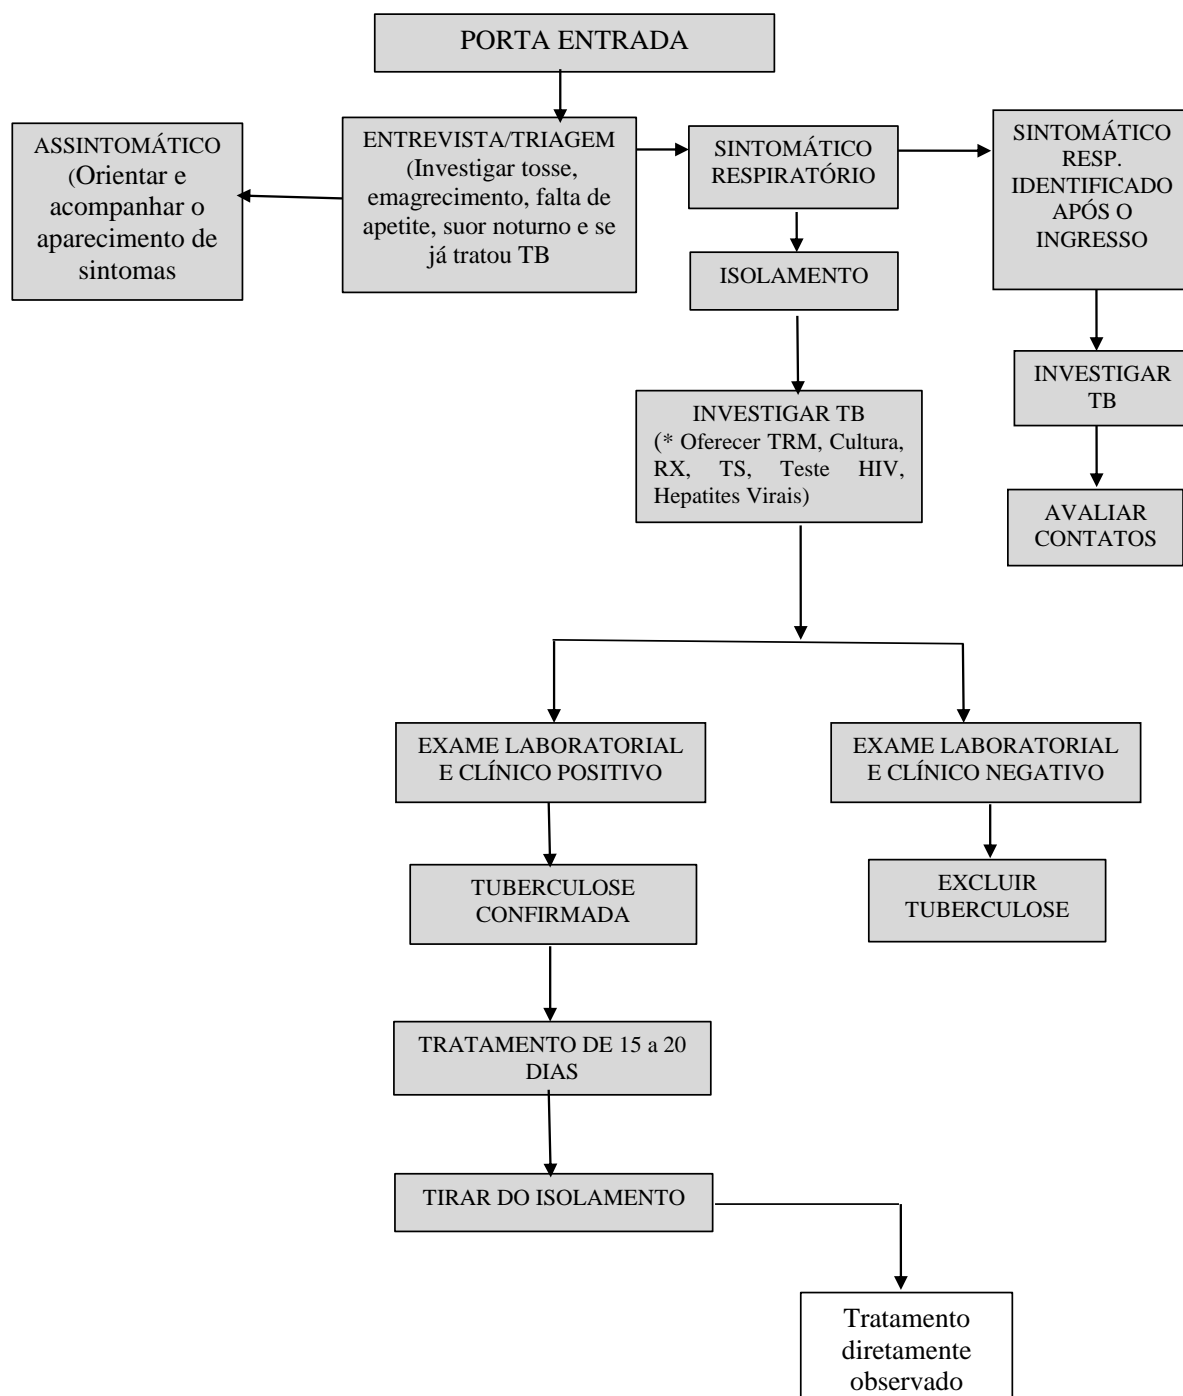 PORTA ENTRADA
ASSINTOMÁTICO
(Orientar e
acompanhar o
aparecimento de
sintomas
ENTREVISTA/TRIAGEM
(Investigar tosse,
emagrecimento, falta de
apetite, suor noturno e se
já tratou TB
SINTOMÁTICO
RESPIRATÓRIO
SINTOMÁTICO
RESP.
IDENTIFICADO
APÓS O
INGRESSO
ISOLAMENTO
INVESTIGAR
TB
INVESTIGAR TB
(* Oferecer TRM, Cultura,
RX, TS, Teste HIV,
Hepatites Virais)
AVALIAR
CONTATOS
EXAME LABORATORIAL
E CLÍNICO POSITIVO
EXAME LABORATORIAL
E CLÍNICO NEGATIVO
TUBERCULOSE
CONFIRMADA
EXCLUIR
TUBERCULOSE
TRATAMENTO DE 15 a 20
DIAS
TIRAR DO ISOLAMENTO
Tratamento
diretamente
observado